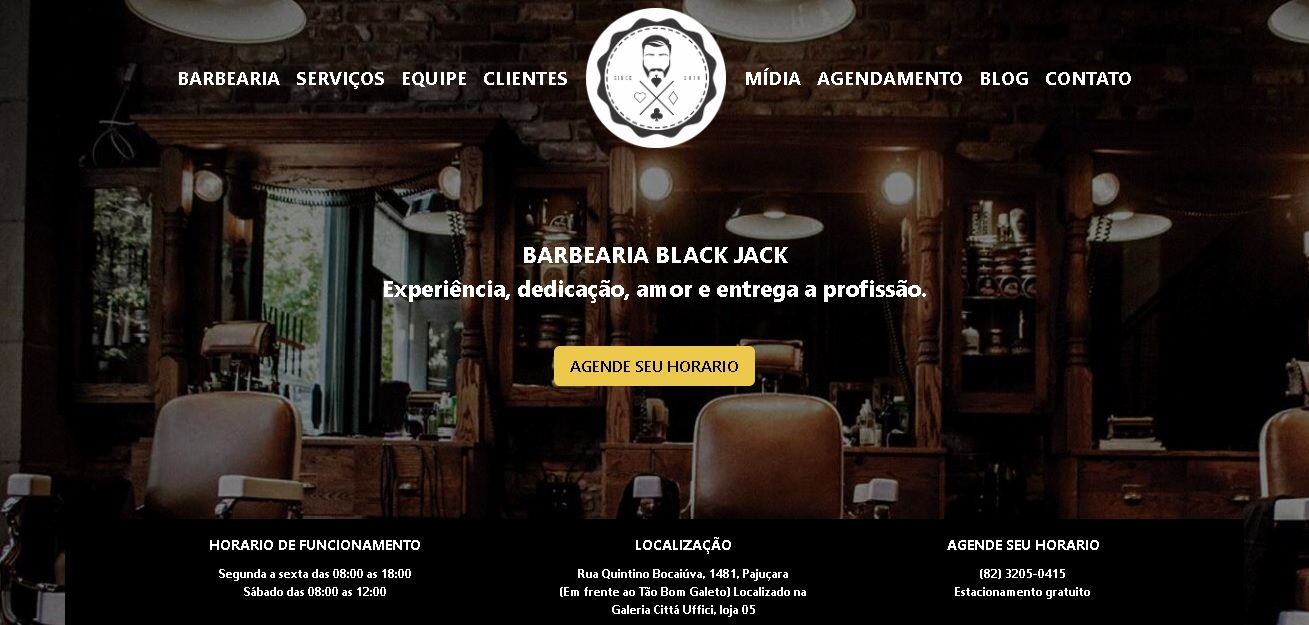 BARBEARIA SERVIÇOS EQUIPE CLIENTES MÍDIA AGENDAMENTO BLOG CONTATO
SINCE 2018
BARBEARIA BLACK JACK
Experiência, dedicação, amor e entrega a profissão.
AGENDE SEU HORARIO
HORARIO DE FUNCIONAMENTO
Segunda a sexta das 08:00 as 18:00
Sábado das 08:00 as 12:00
LOCALIZAÇÃO
Rua Quintino Bocaiúva, 1481, Pajuçara
(Em frente ao Tão Bom Galeto) Localizado na
Galeria Cittá Uffici, loja 05
AGENDE SEU HORARIO
(82) 3205-0415
Estacionamento gratuito